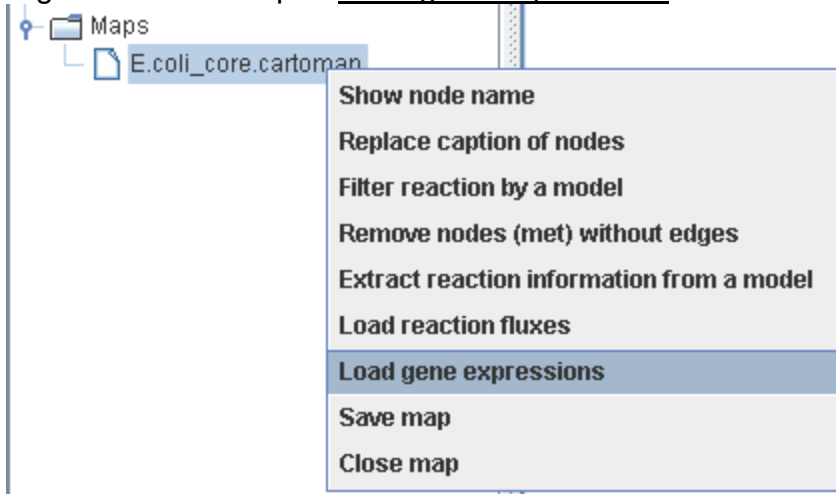 Maps
E.coli_core.cartoman
Show node name
Replace caption of nodes
Filter reaction by a model
Remove nodes (met) without edges
Extract reaction information from a model
Load reaction fluxes
Load gene expressions
Save map
Close map